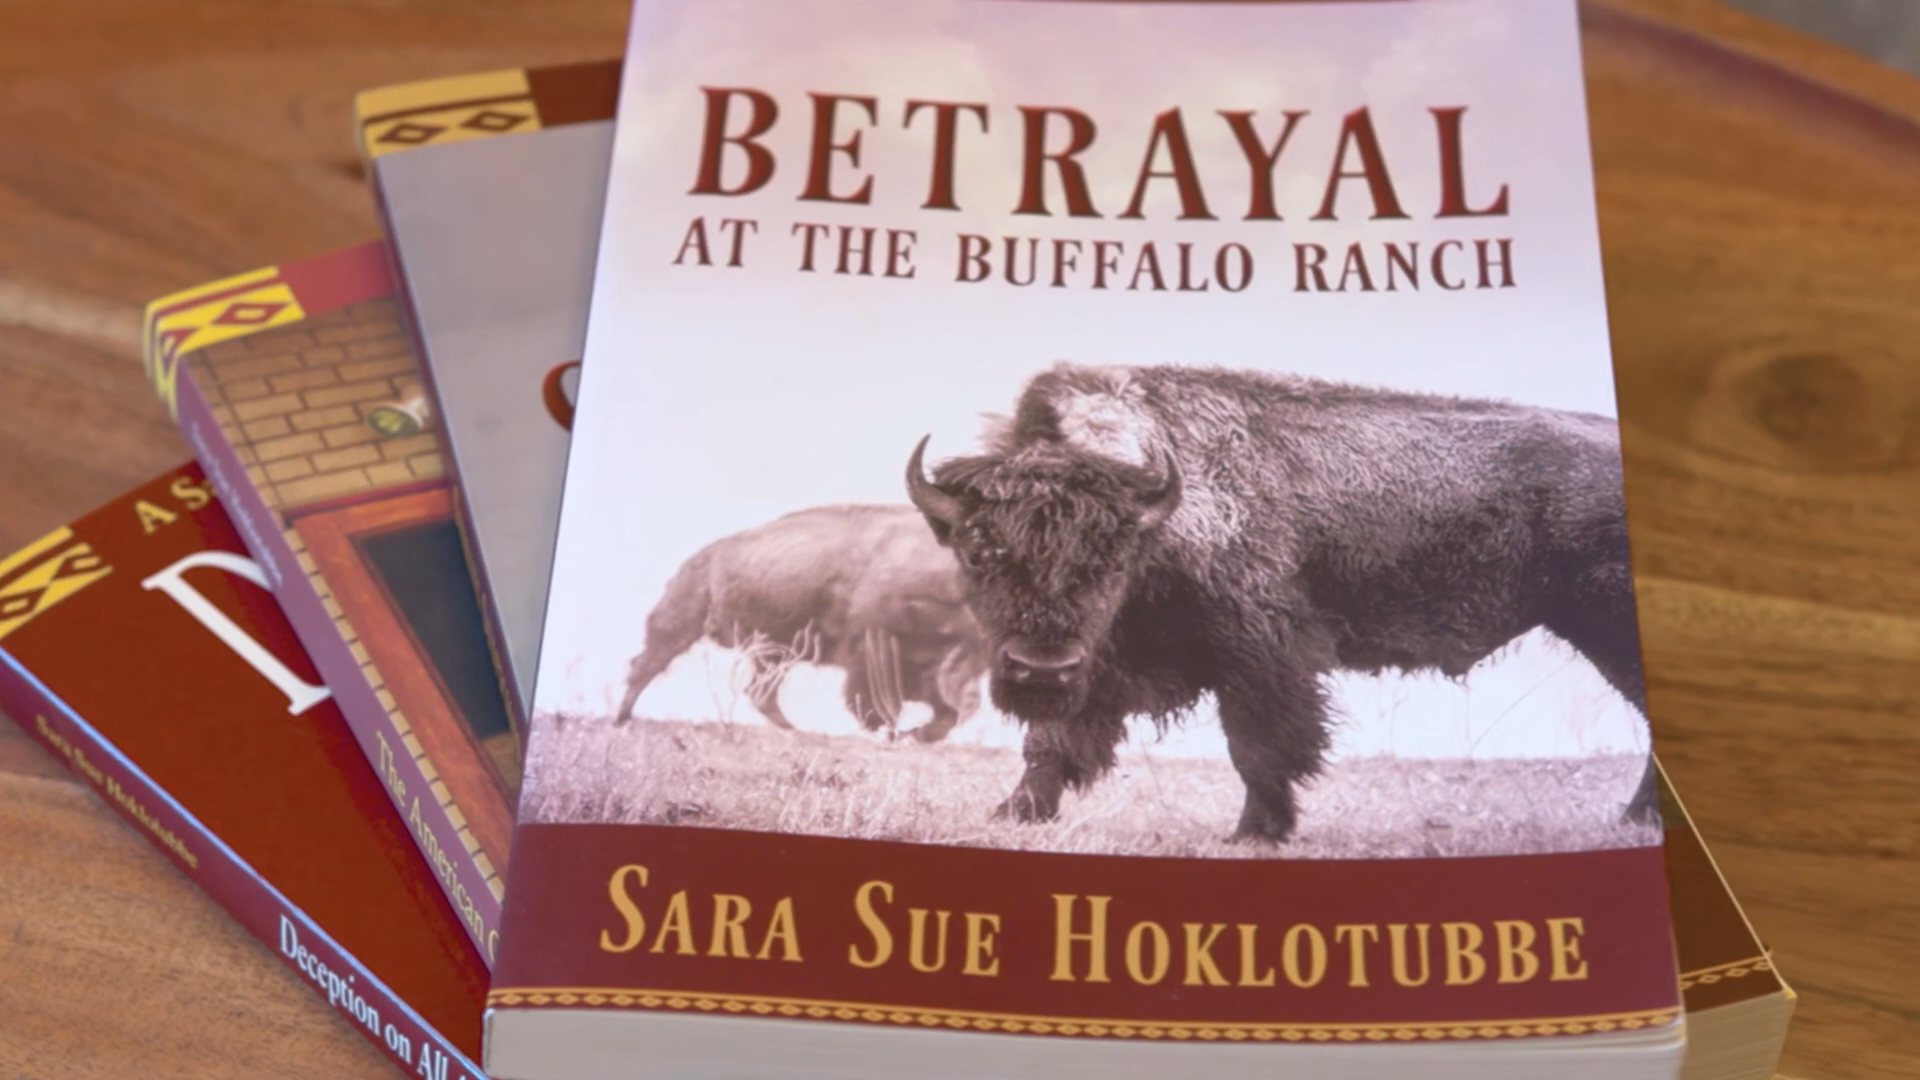 BETRAYAL
AT THE BUFFALO RANCH
SARA SUE HOKLOTUBBE
A S
Sara Sue Hoklotubbe
Deception on All
The American